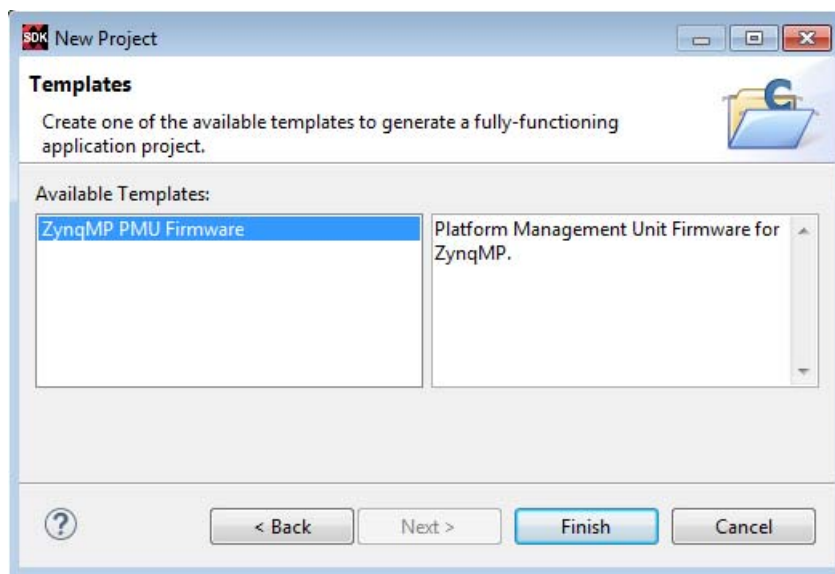 SDK New Project
Templates
Create one of the available templates to generate a fully-functioning
application project.
Available Templates:
ZynqMP PMU Firmware
Platform Management Unit Firmware for
ZynqMP.
? < Back Next > Finish Cancel